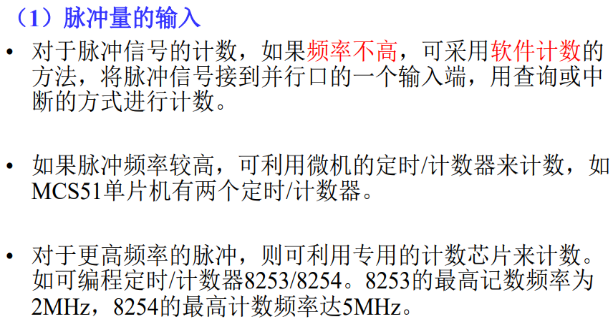 （1）脉冲量的输入
• 对于脉冲信号的计数，如果频率不高，可采用软件计数的
方法，将脉冲信号接到并行口的一个输入端，用查询或中
断的方式进行计数。
• 如果脉冲频率较高，可利用微机的定时/计数器来计数，如
MCS51单片机有两个定时/计数器。
• 对于更高频率的脉冲，则可利用专用的计数芯片来计数。
如可编程定时/计数器8253/8254。8253的最高记数频率为
2MHz，8254的最高计数频率达5MHz。